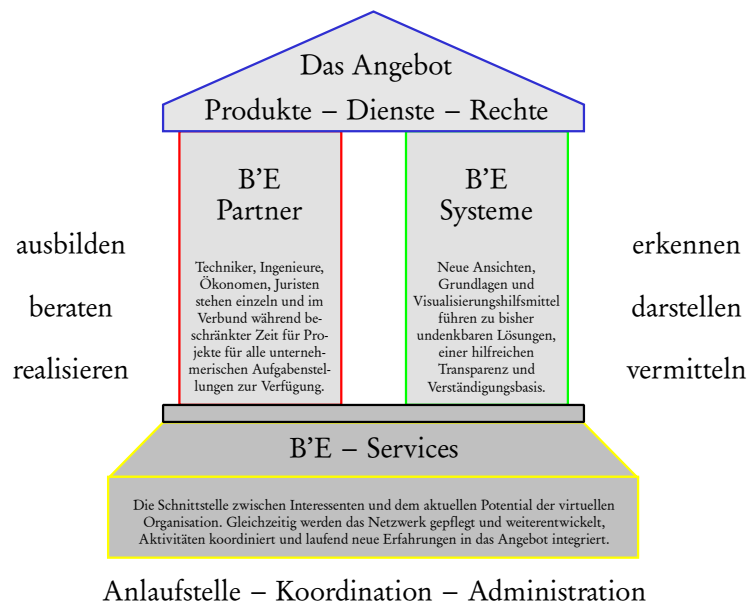 Das Angebot
Produkte – Dienste – Rechte
B’E
Partner
Techniker, Ingenieure,
Ökonomen, Juristen
stehen einzeln und im
Verbund während be-
schränkter Zeit für Pro-
jekte für alle unterneh-
merischen Aufgabenstel-
lungen zur Verfügung.
B’E
Systeme
Neue Ansichten,
Grundlagen und
Visualisierungshilfsmittel
führen zu bisher
undenkbaren Lösungen,
einer hilfreichen
Transparenz und
Verständigungsbasis.
ausbilden
beraten
realisieren
erkennen
darstellen
vermitteln
B’E – Services
Die Schnittstelle zwischen Interessenten und dem aktuellen Potential der virtuellen
Organisation. Gleichzeitig werden das Netzwerk gepflegt und weiterentwickelt,
Aktivitäten koordiniert und laufend neue Erfahrungen in das Angebot integriert.
Anlaufstelle – Koordination – Administration